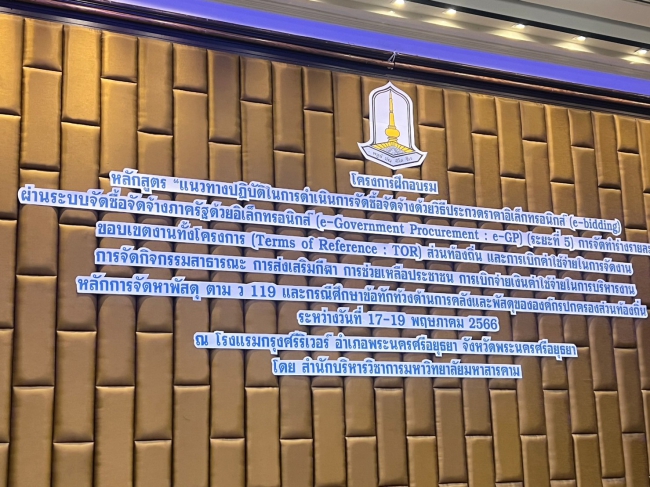 โครงการฝึกอบรม
หลักสูตร "แนวทางปฏิบัติในการดำเนินการจัดซื้อจัดจ้างด้วยวิธีประกวดราคาอิเล็กทรอนิกส์ (e-bidding)
ผ่านระบบจัดซื้อจัดจ้างภาครัฐด้วยอิเล็กทรอนิกส์ (e-Government Procurement : e-GP) (ระยะที่ 5) การจัดทำร่างราย
ขอบเขตงานทั้งโครงการ (Terms of Reference : TOR) ส่วนท้องถิ่น และการเบิกค่าใช้จ่ายในการจัดงาน
การจัดกิจกรรมสาธารณะ การส่งเสริมกีฬา การช่วยเหลือประชาชน การเบิกจ่ายเงินค่าใช้จ่ายในการบริหารงาน
หลักการจัดหาพัสดุ ตาม ว 119 และกรณีศึกษาข้อทักท้วงด้านการคลังและพัสดุขององค์กรปกครองส่วนท้องถิ่น
ระหว่างวันที่ 17-19 พฤษภาคม 2566
ณ โรงแรมกรุงศรีริเวอร์ อำเภอพระนครศรีอยุธยา จังหวัดพระนครศรีอยุธยา
โดย สำนักบริการวิชาการมหาวิทยาลัยมหาสารคาม